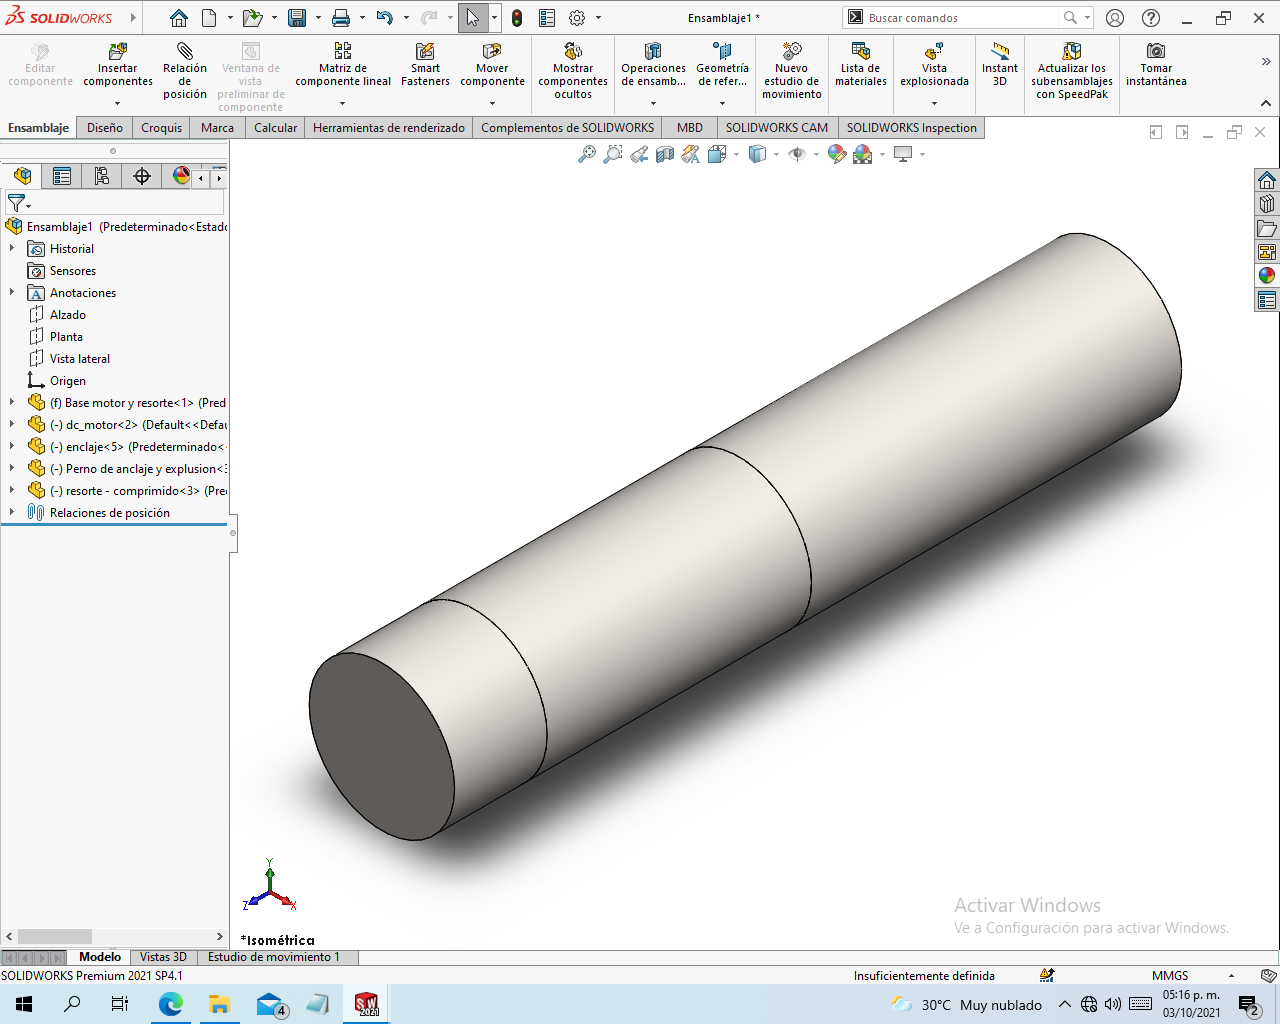 SOLIDWORKS
Ensamblaje1 *
Buscar comandos
Editar componente
Insertar componentes
Relación de posición
Ventana de vista preliminar de componente
Matriz de componente lineal
Smart Fasteners
Mover componente
Mostrar componentes ocultos
Operaciones de ensamb...
Geometría de refer...
Nuevo estudio de movimiento
Lista de materiales
Vista explosionada
Instant 3D
Actualizar los subensamblajes con SpeedPak
Tomar instantánea
Ensamblaje
Diseño
Croquis
Marca
Calcular
Herramientas de renderizado
Complementos de SOLIDWORKS
MBD
SOLIDWORKS CAM
SOLIDWORKS Inspection
Ensamblaje1 (Predeterminado<Estado
Historial
Sensores
Anotaciones
Alzado
Planta
Vista lateral
Origen
(f) Base motor y resorte<1> (Pred
(-) dc_motor<2> (Default<<Defau
(-) enclaje<5> (Predeterminado<
(-) Perno de anclaje y explusion<3
(-) resorte - comprimido<3> (Pre
Relaciones de posición
Y
Z
X
*Isométrica
Activar Windows
Ve a Configuración para activar Windows.
Modelo
Vistas 3D
Estudio de movimiento 1
SOLIDWORKS Premium 2021 SP4.1
Insuficientemente definida
MMGS
4
SW 2021
30°C Muy nublado
05:16 p. m.
03/10/2021
2